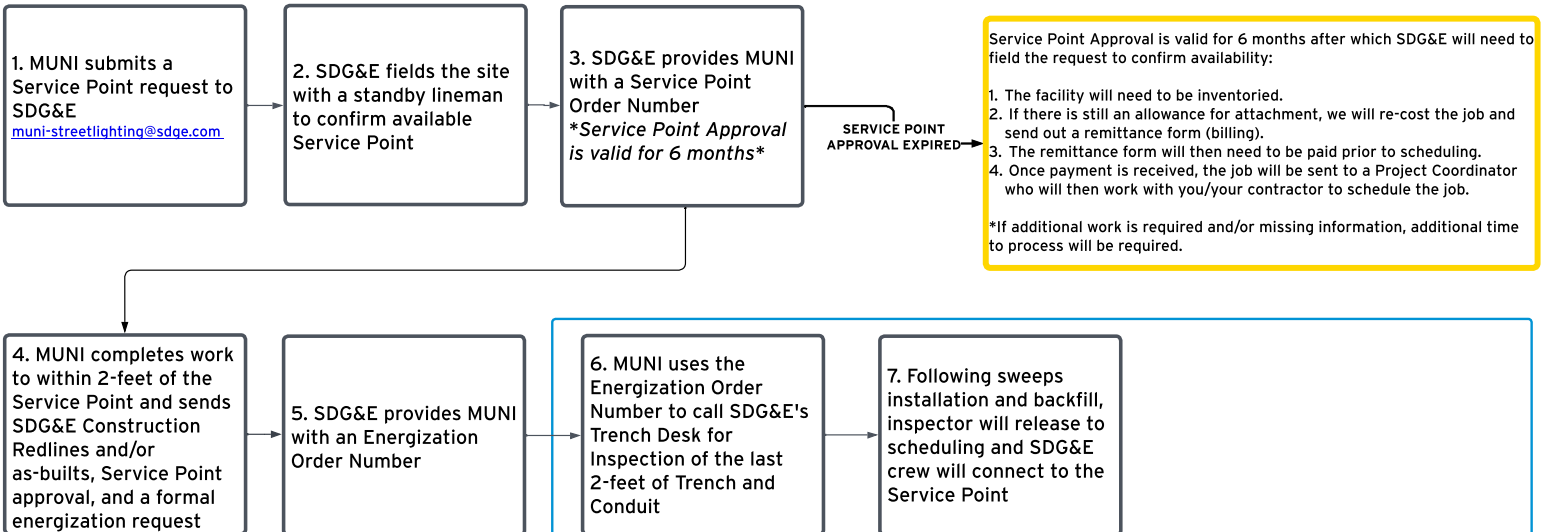 1. MUNI submits a
Service Point request to
SDG&E
muni-streetlighting@sdge.com
2. SDG&E fields the site
with a standby lineman
to confirm available
Service Point
3. SDG&E provides MUNI
with a Service Point
Order Number
*Service Point Approval
is valid for 6 months*
SERVICE POINT
APPROVAL EXPIRED
Service Point Approval is valid for 6 months after which SDG&E will need to
field the request to confirm availability:
1. The facility will need to be inventoried.
2. If there is still an allowance for attachment, we will re-cost the job and
send out a remittance form (billing).
3. The remittance form will then need to be paid prior to scheduling.
4. Once payment is received, the job will be sent to a Project Coordinator
who will then work with you/your contractor to schedule the job.
*If additional work is required and/or missing information, additional time
to process will be required.
4. MUNI completes work
to within 2-feet of the
Service Point and sends
SDG&E Construction
Redlines and/or
as-builts, Service Point
approval, and a formal
energization request
5. SDG&E provides MUNI
with an Energization
Order Number
6. MUNI uses the
Energization Order
Number to call SDG&E's
Trench Desk for
Inspection of the last
2-feet of Trench and
Conduit
7. Following sweeps
installation and backfill,
inspector will release to
scheduling and SDG&E
crew will connect to the
Service Point